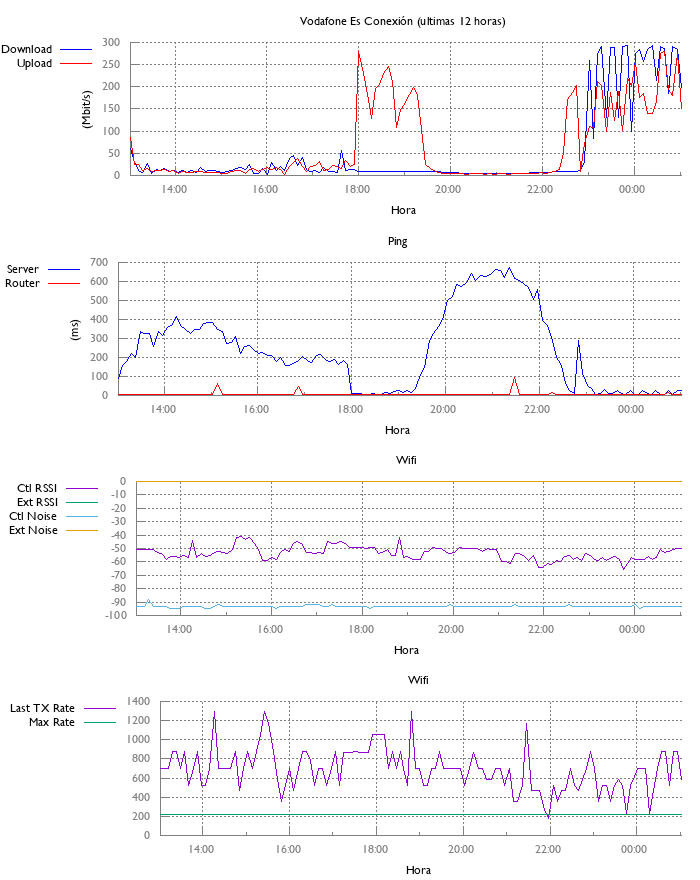 Vodafone Es Conexión (ultimas 12 horas)
Download
Upload
(Mbit/s)
300
250
200
150
100
50
0
14:00 16:00 18:00 20:00 22:00 00:00
Hora
Ping
Server
Router
(ms)
700
600
500
400
300
200
100
0
14:00 16:00 18:00 20:00 22:00 00:00
Hora
Wifi
Ctl RSSI
Ext RSSI
Ctl Noise
Ext Noise
0
-10
-20
-30
-40
-50
-60
-70
-80
-90
-100
14:00 16:00 18:00 20:00 22:00 00:00
Hora
Wifi
Last TX Rate
Max Rate
1400
1200
1000
800
600
400
200
0
14:00 16:00 18:00 20:00 22:00 00:00
Hora